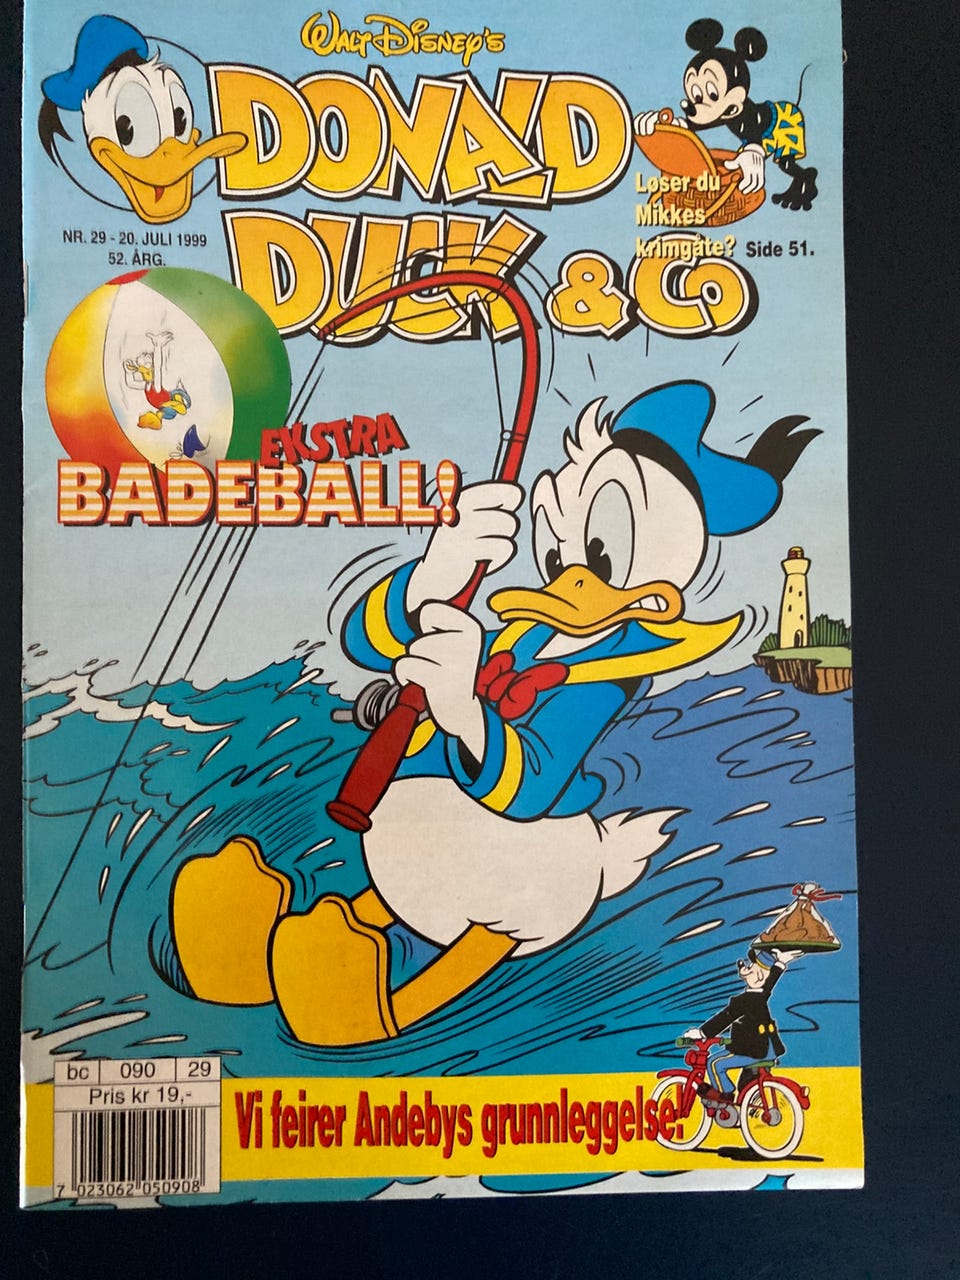 WALT DISNEY'S
DONALD
DUCK & Co
NR. 29 - 20. JULI 1999
52. ÅRG.
Løser du
Mikkes
krimgåte? Side 51.
EKSTRA
BADEBALL!
bc 090 29
Pris kr 19,-
7 023062 050908
Vi feirer Andebys grunnleggelse!